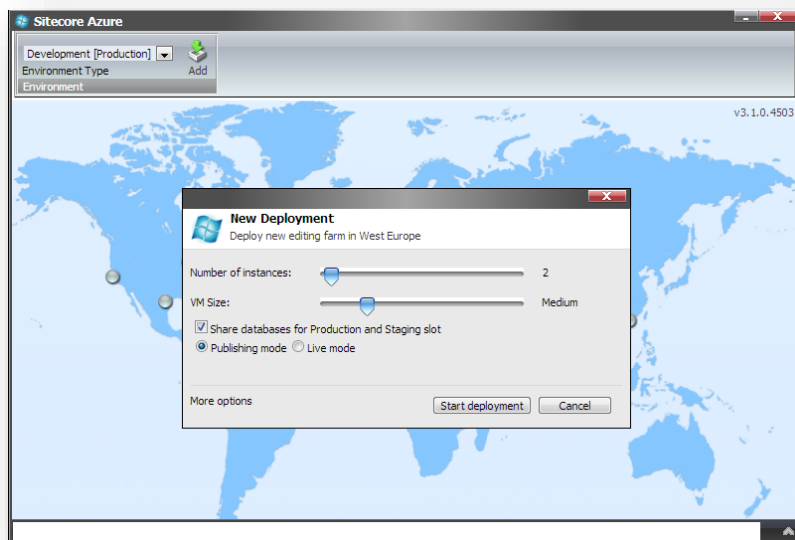 Sitecore Azure
Development [Production]
Environment Type Add
Environment
v3.1.0.4503
New Deployment
Deploy new editing farm in West Europe
Number of instances: 2
VM Size: Medium
Share databases for Production and Staging slot
Publishing mode Live mode
More options Start deployment Cancel